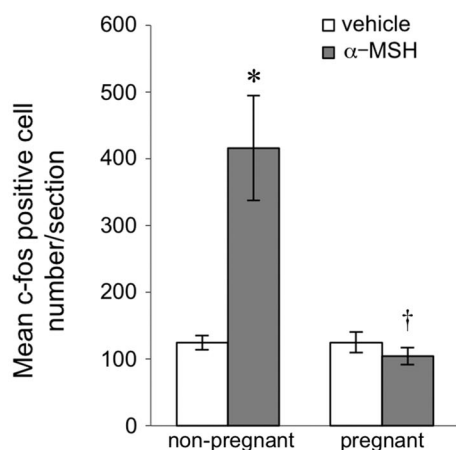 vehicle
α-MSH
Mean c-fos positive cell
number/section
600
500
400
300
200
100
0
*
†
non-pregnant
pregnant